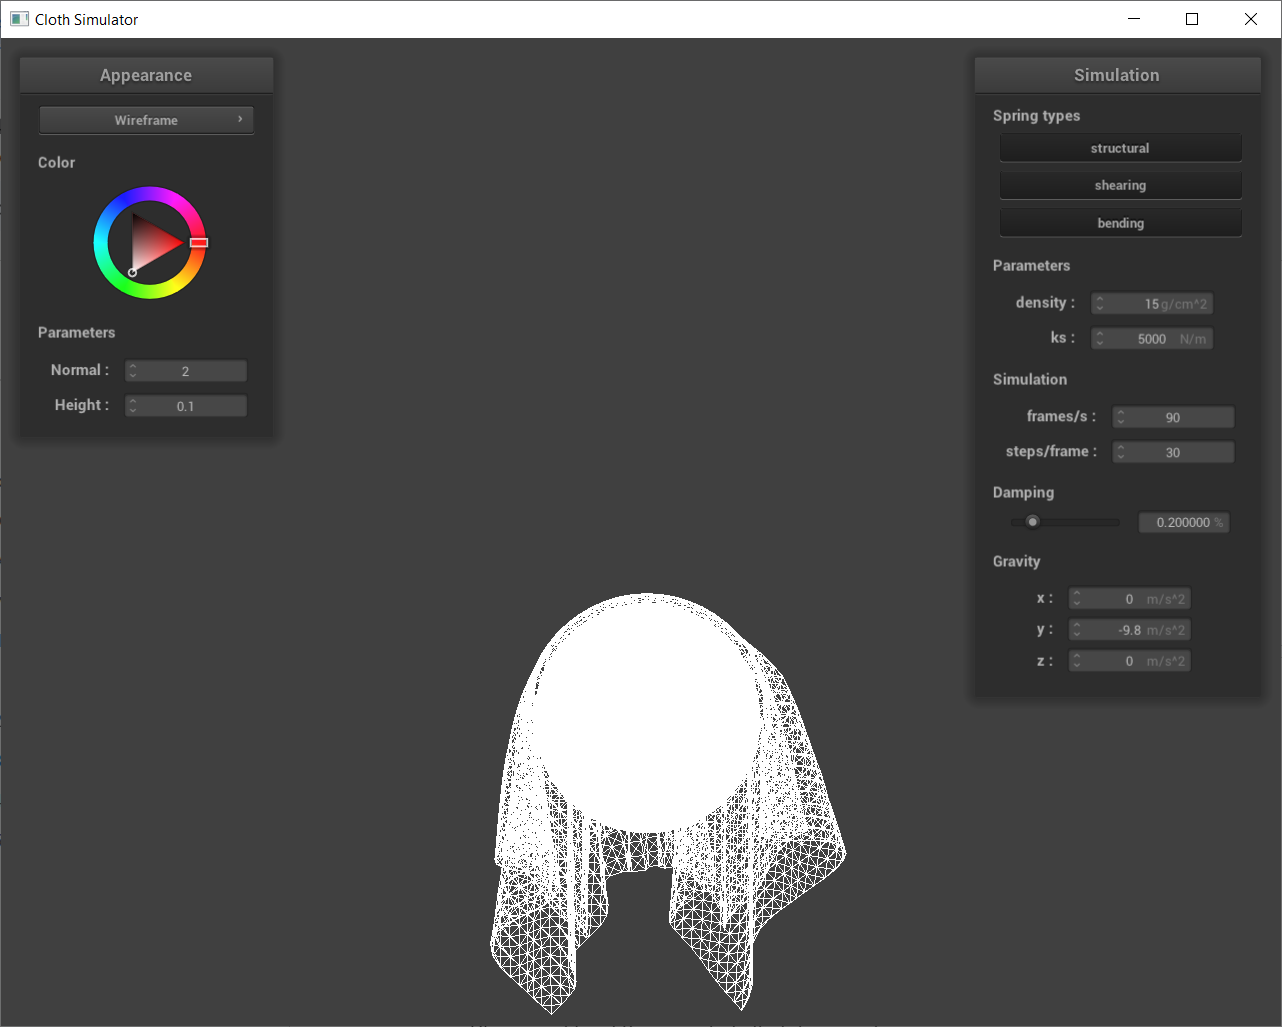 Cloth Simulator
Appearance
Wireframe
Color
Parameters
Normal : 2
Height : 0.1
Simulation
Spring types
structural
shearing
bending
Parameters
density : 15 g/cm^2
ks : 5000 N/m
Simulation
frames/s : 90
steps/frame : 30
Damping
0.200000 %
Gravity
x : 0 m/s^2
y : -9.8 m/s^2
z : 0 m/s^2